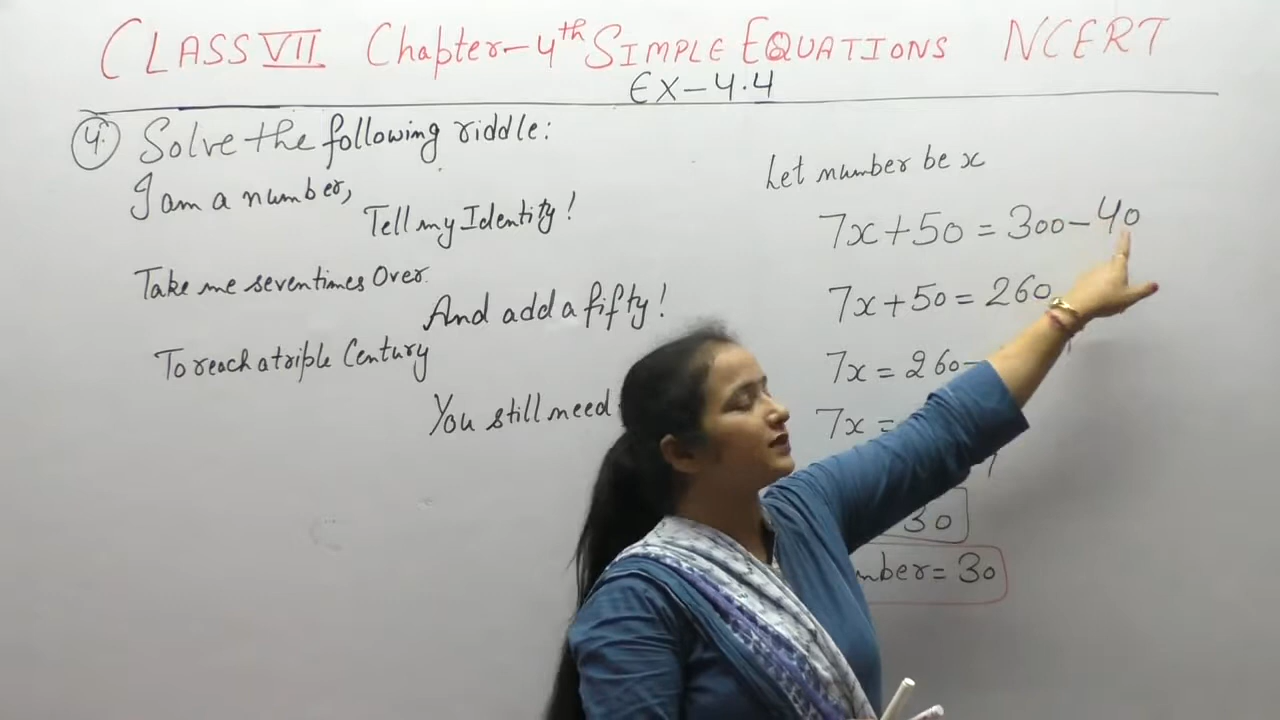 CLASS VII Chapter-4th SIMPLE EQUATIONS NCERT
EX-4.4
4. Solve the following riddle:
I am a number,
Tell my Identity!
Take me seven times Over.
And add a fifty!
To reach a triple Century
You still need
Let number be x
7x+50 = 300-40
7x+50 = 260
7x = 260-
7x =
30
mber = 30